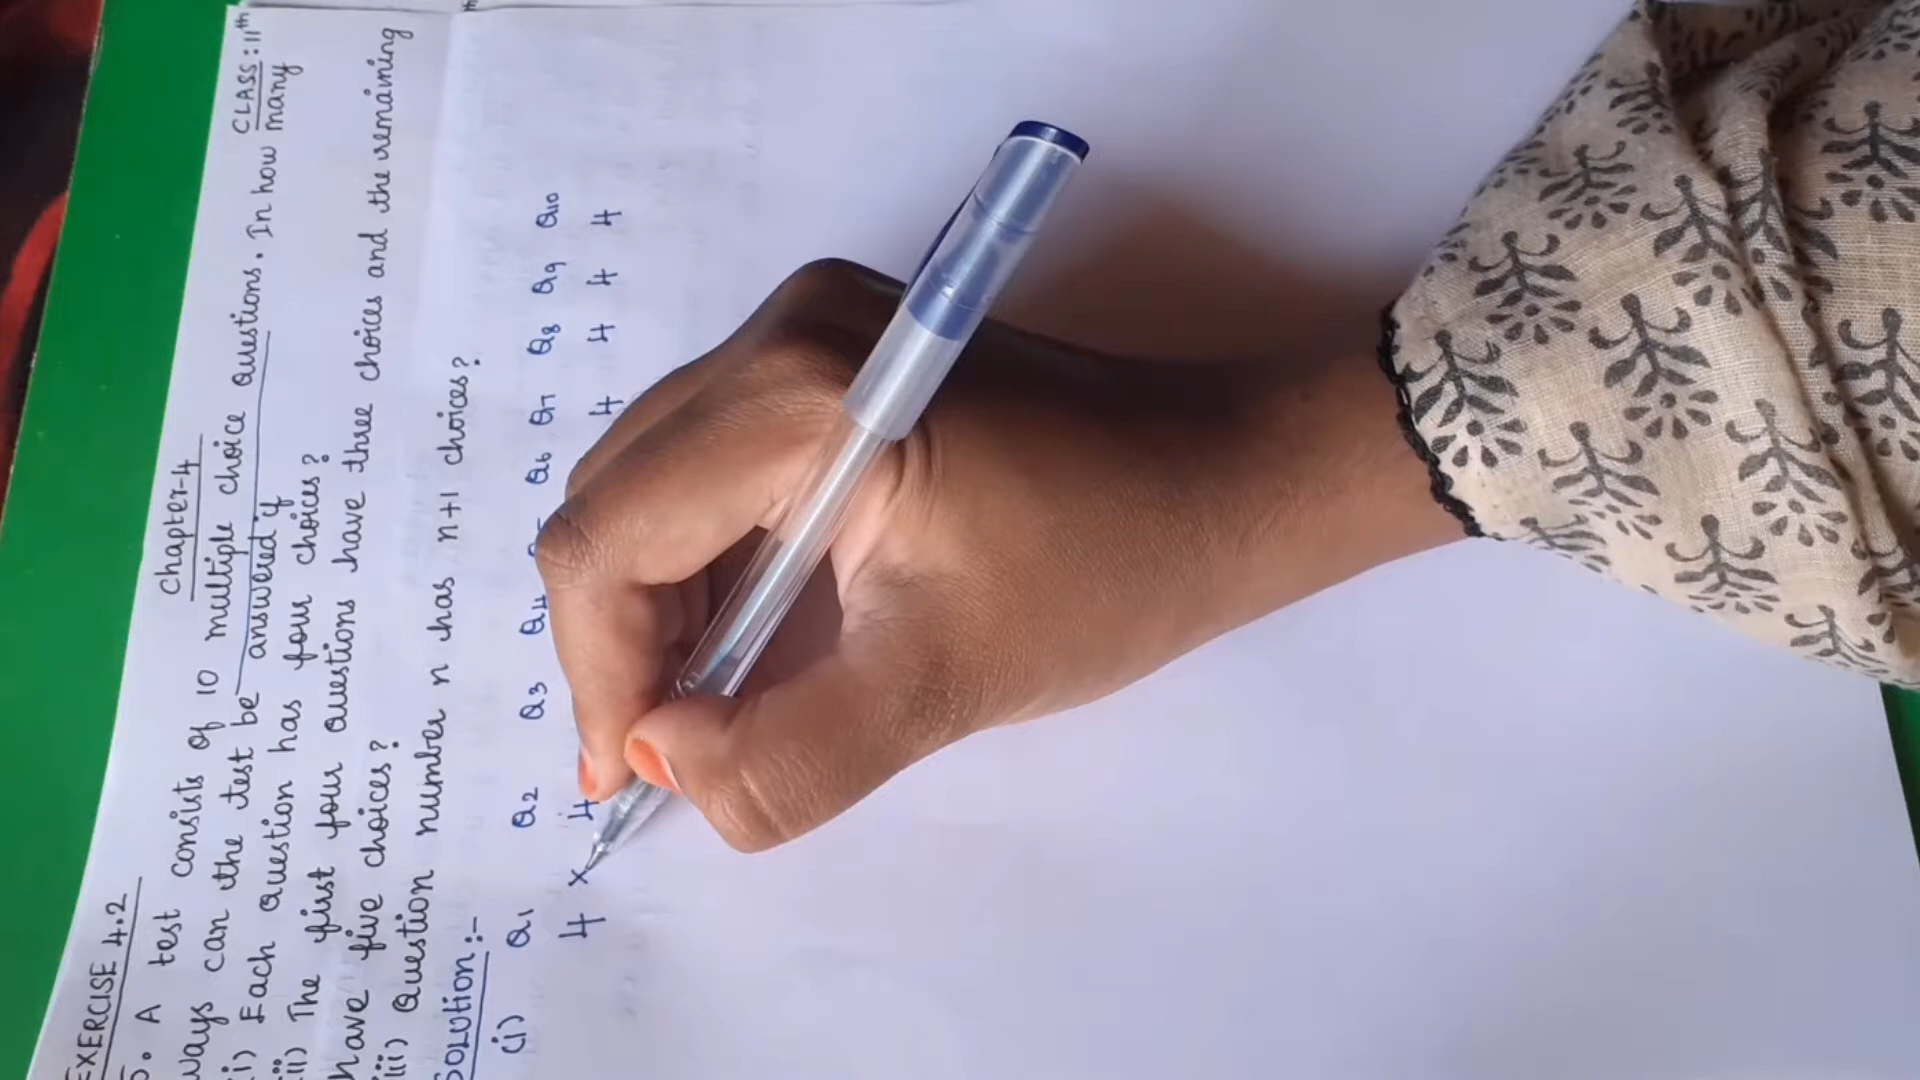 CLASS: 11th
EXERCISE 4.2 Chapter-4
5. A test consists of 10 multiple choice questions. In how many
ways can the test be answered if
(i) Each question has four choices?
(ii) The first four questions have three choices and the remaining
have five choices?
(iii) Question number n has n+1 choices?
Solution:-
(i) Q1 Q2 Q3 Q4 Q6 Q7 Q8 Q9 Q10
4 × 4 4 4 4 4